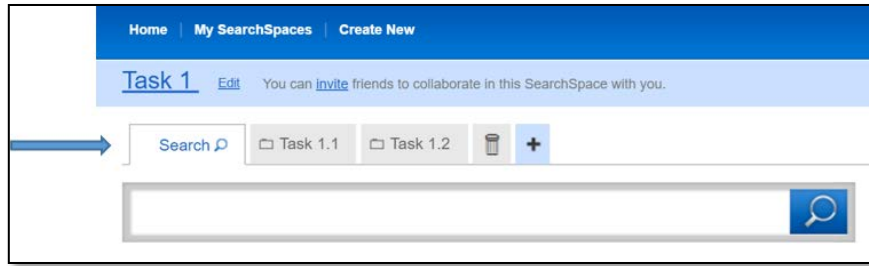 Home | My SearchSpaces | Create New
Task 1 Edit You can invite friends to collaborate in this SearchSpace with you.
Search Task 1.1 Task 1.2 +